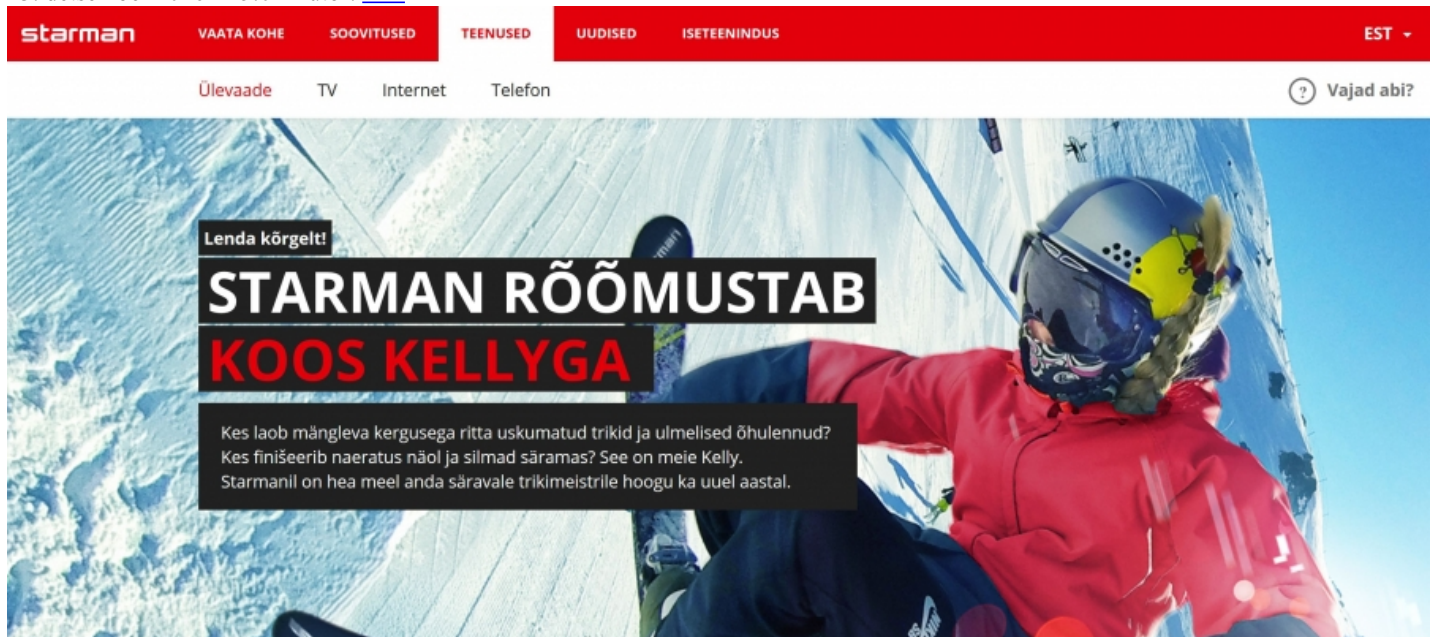 starman
VAATA KOHE SOOVITUSED TEENUSED UUDISED ISETEENINDUS EST
Ülevaade TV Internet Telefon ? Vajad abi?
Lenda kõrgelt!
STARMAN RÕÕMUSTAB
KOOS KELLYGA
Kes laob mängleva kergusega ritta uskumatud trikid ja ulmelised õhulennud?
Kes finišeerib naeratus näol ja silmad säramas? See on meie Kelly.
Starmanil on hea meel anda säravale trikimeistrile hoogu ka uuel aastal.